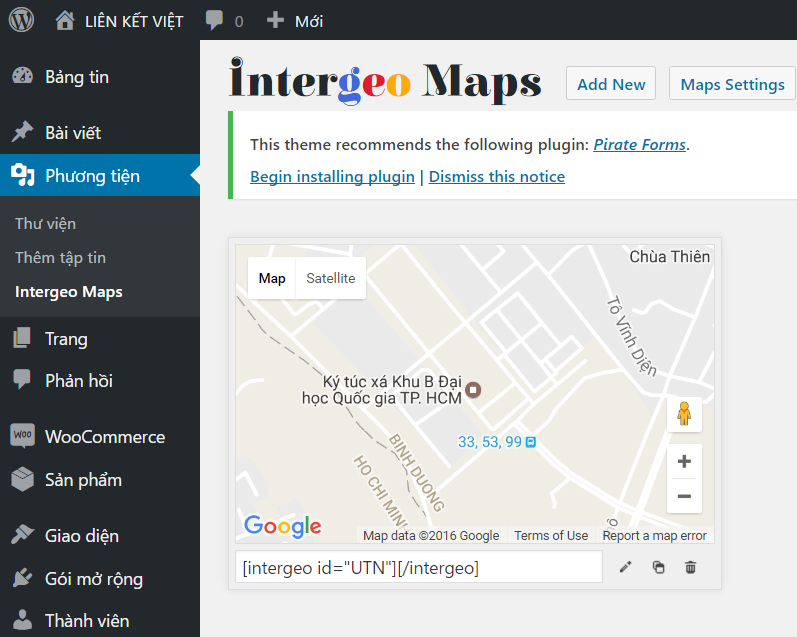 LIÊN KẾT VIỆT
0
Mới
Bảng tin
Bài viết
Phương tiện
Thư viện
Thêm tập tin
Intergeo Maps
Trang
Phản hồi
WOO
WooCommerce
Sản phẩm
Giao diện
Gói mở rộng
Thành viên
Intergeo Maps
Add New
Maps Settings
This theme recommends the following plugin: Pirate Forms.
Begin installing plugin | Dismiss this notice
Map
Satellite
Chùa Thiên
Tô Vĩnh Diện
Ký túc xá Khu B Đại
học Quốc gia TP. HCM
33, 53, 99
BINH DUONG
HO CHI MINH
Google
Map data ©2016 Google
Terms of Use
Report a map error
[intergeo id="UTN"][/intergeo]